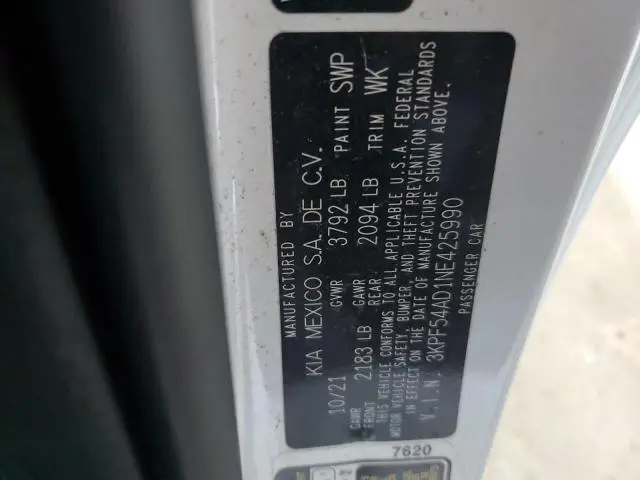 MANUFACTURED BY
KIA MEXICO S.A. DE C.V.
10/21 GVWR 3792 LB PAINT SWP
GAWR FRONT 2183 LB GAWR REAR 2094 LB TRIM WK
THIS VEHICLE CONFORMS TO ALL APPLICABLE U.S.A. FEDERAL
MOTOR VEHICLE SAFETY, BUMPER, AND THEFT PREVENTION STANDARDS
IN EFFECT ON THE DATE OF MANUFACTURE SHOWN ABOVE.
V.I.N. 3KPF54AD1NE425990
PASSENGER CAR
7620